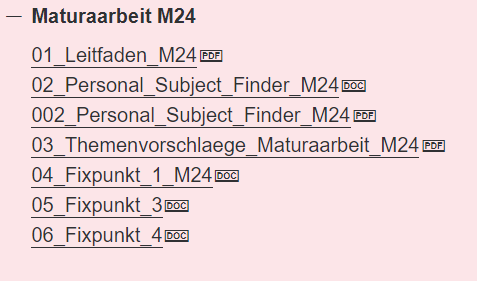 Maturaarbeit M24
01_Leitfaden_M24 PDF
02_Personal_Subject_Finder_M24 DOC
002_Personal_Subject_Finder_M24 PDF
03_Themenvorschlaege_Maturaarbeit_M24 PDF
04_Fixpunkt_1_M24 DOC
05_Fixpunkt_3 DOC
06_Fixpunkt_4 DOC